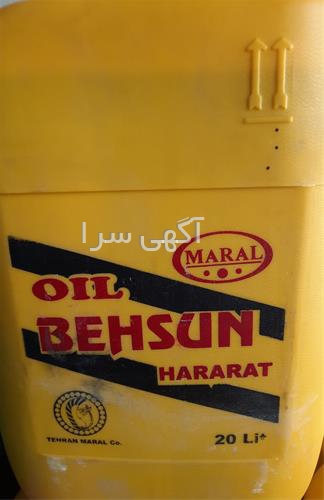 آگهی سرا
MARAL
OIL
BEHSUN
HARARAT
TEHRAN MARAL Co.
20 Li